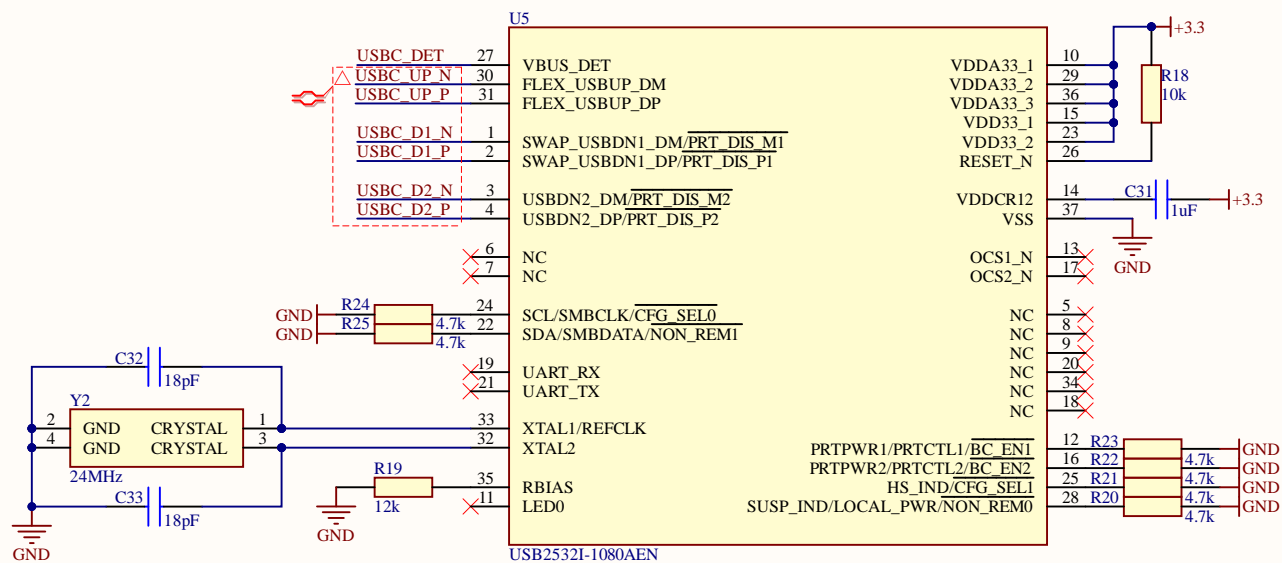 U5
USBC_DET 27 VBUS_DET
USBC_UP_N 30 FLEX_USBUP_DM
USBC_UP_P 31 FLEX_USBUP_DP
USBC_D1_N 1 SWAP_USBDN1_DM/PRT_DIS_M1
USBC_D1_P 2 SWAP_USBDN1_DP/PRT_DIS_P1
USBC_D2_N 3 USBDN2_DM/PRT_DIS_M2
USBC_D2_P 4 USBDN2_DP/PRT_DIS_P2
6 NC
7 NC
GND R24 4.7k 24 SCL/SMBCLK/CFG_SEL0
GND R25 4.7k 22 SDA/SMBDATA/NON_REM1
19 UART_RX
21 UART_TX
C32
18pF
Y2
2 GND CRYSTAL 1
4 GND CRYSTAL 3
24MHz
C33
18pF
GND
33 XTAL1/REFCLK
32 XTAL2
R19 12k 35 RBIAS
GND
11 LED0
VDDA33_1 10
VDDA33_2 29
VDDA33_3 36
VDD33_1 15
VDD33_2 23
RESET_N 26
+3.3
R18
10k
VDDCR12 14 C31 1uF +3.3
VSS 37
GND
OCS1_N 13
OCS2_N 17
NC 5
NC 8
NC 9
NC 20
NC 34
NC 18
PRTPWR1/PRTCTL1/BC_EN1 12 R23 4.7k GND
PRTPWR2/PRTCTL2/BC_EN2 16 R22 4.7k GND
HS_IND/CFG_SEL1 25 R21 4.7k GND
SUSP_IND/LOCAL_PWR/NON_REM0 28 R20 4.7k GND
USB2532I-1080AEN